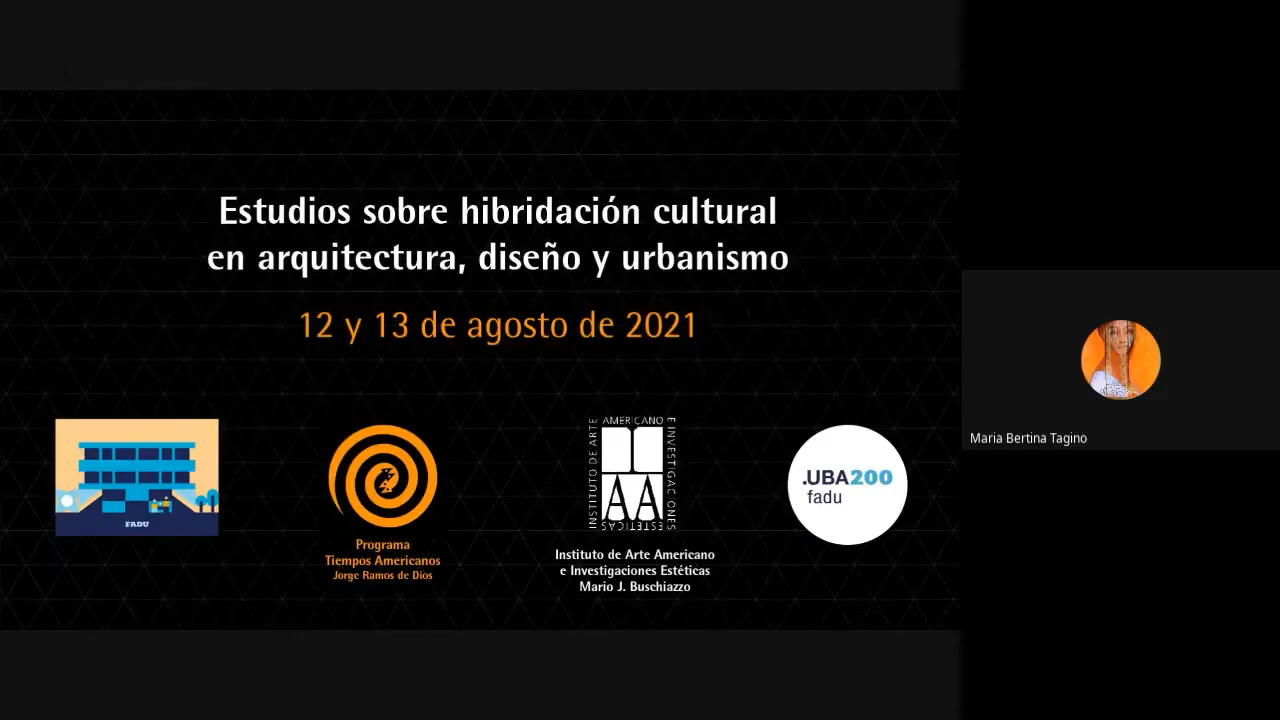 Estudios sobre hibridación cultural
en arquitectura, diseño y urbanismo
12 y 13 de agosto de 2021
FADU
Programa
Tiempos Americanos
Jorge Ramos de Dios
INSTITUTO DE ARTE
AMERICANO
E INVESTIGACIONES
ESTÉTICAS
IAA
Instituto de Arte Americano
e Investigaciones Estéticas
Mario J. Buschiazzo
.UBA200
fadu
Maria Bertina Tagino